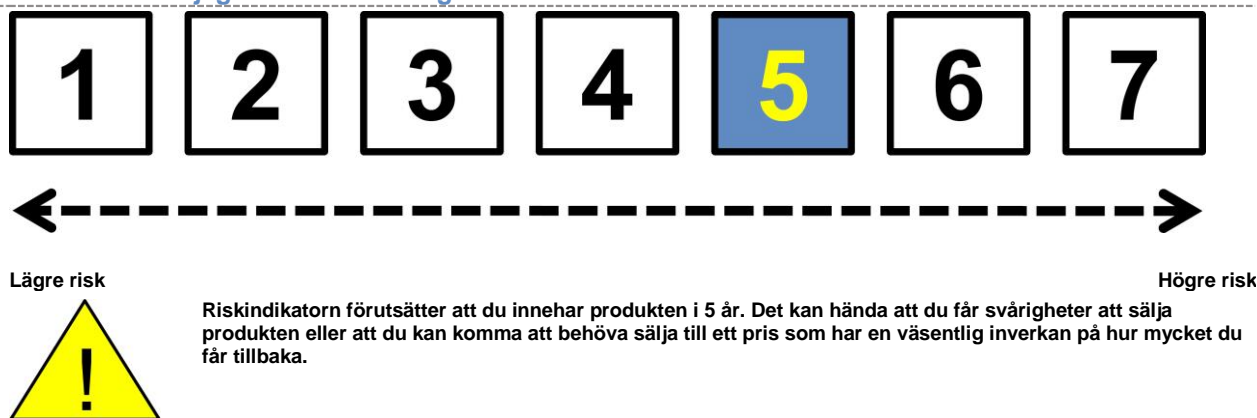 1 2 3 4 5 6 7
Lägre risk Högre risk
Riskindikatorn förutsätter att du innehar produkten i 5 år. Det kan hända att du får svårigheter att sälja
produkten eller att du kan komma att behöva sälja till ett pris som har en väsentlig inverkan på hur mycket du
får tillbaka.
!